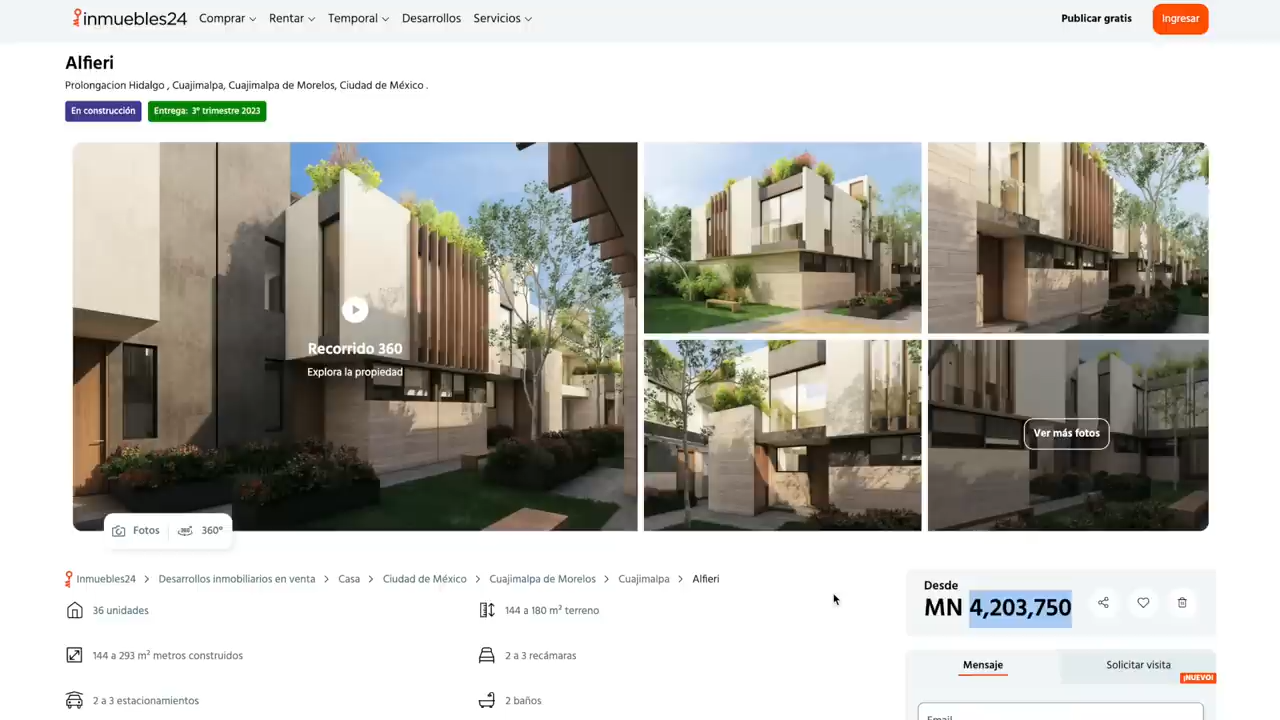 inmuebles24 Comprar Rentar Temporal Desarrollos Servicios Publicar gratis Ingresar
Alfieri
Prolongacion Hidalgo , Cuajimalpa, Cuajimalpa de Morelos, Ciudad de México .
En construcción Entrega: 3º trimestre 2023
Recorrido 360
Explora la propiedad
Ver más fotos
Fotos 360º
Inmuebles24 > Desarrollos inmobiliarios en venta > Casa > Ciudad de México > Cuajimalpa de Morelos > Cuajimalpa > Alfieri
36 unidades
144 a 180 m² terreno
144 a 293 m² metros construidos
2 a 3 recámaras
2 a 3 estacionamientos
2 baños
Desde
MN 4,203,750
Mensaje Solicitar visita
¡NUEVO!
Email